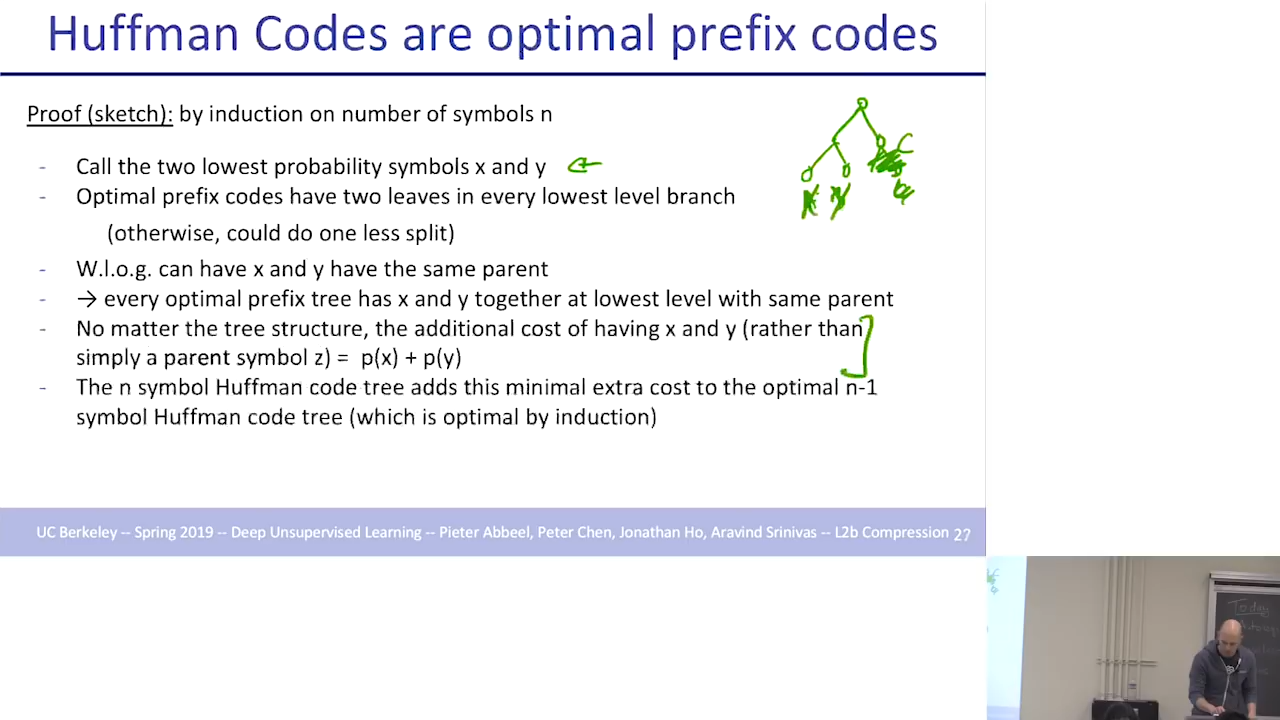 Huffman Codes are optimal prefix codes
Proof (sketch): by induction on number of symbols n
- Call the two lowest probability symbols x and y
- Optimal prefix codes have two leaves in every lowest level branch
(otherwise, could do one less split)
- W.l.o.g. can have x and y have the same parent
- → every optimal prefix tree has x and y together at lowest level with same parent
- No matter the tree structure, the additional cost of having x and y (rather than
simply a parent symbol z) = p(x) + p(y)
- The n symbol Huffman code tree adds this minimal extra cost to the optimal n-1
symbol Huffman code tree (which is optimal by induction)
UC Berkeley -- Spring 2019 -- Deep Unsupervised Learning -- Pieter Abbeel, Peter Chen, Jonathan Ho, Aravind Srinivas -- L2b Compression 27
Today